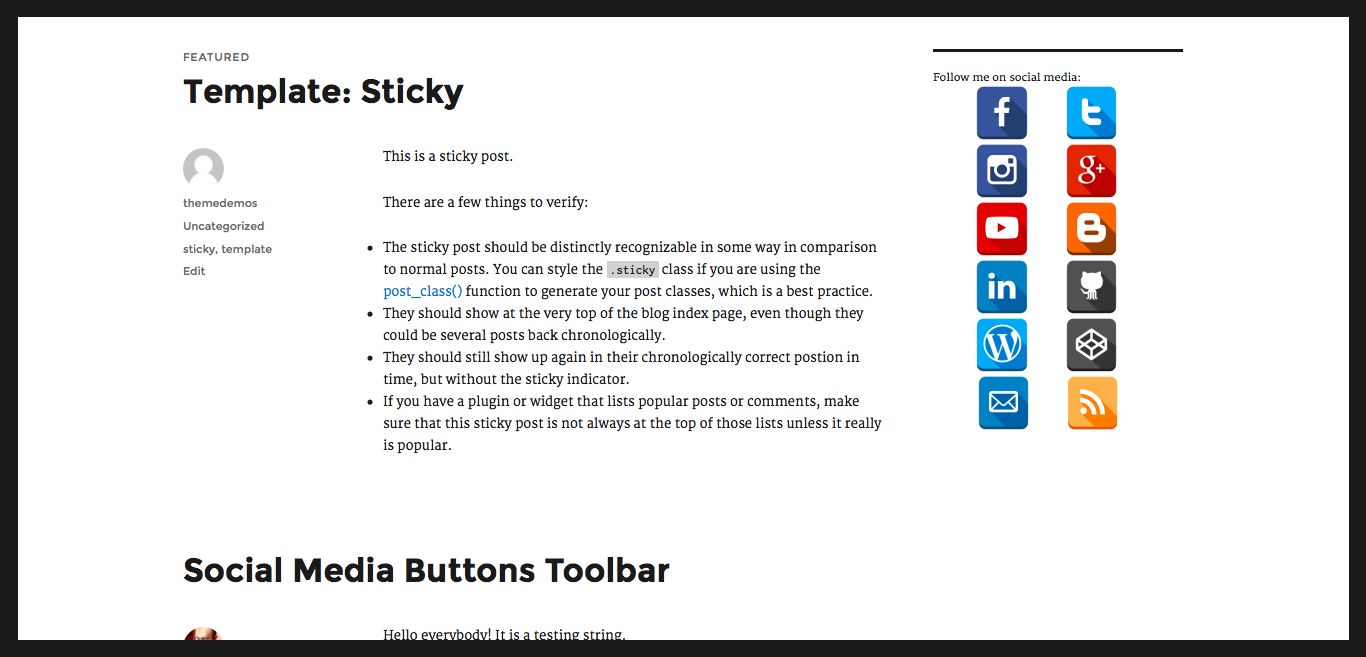 FEATURED
Template: Sticky
themedemos
Uncategorized
sticky, template
Edit
This is a sticky post.
There are a few things to verify:
• The sticky post should be distinctly recognizable in some way in comparison
to normal posts. You can style the .sticky class if you are using the
post_class() function to generate your post classes, which is a best practice.
• They should show at the very top of the blog index page, even though they
could be several posts back chronologically.
• They should still show up again in their chronologically correct postion in
time, but without the sticky indicator.
• If you have a plugin or widget that lists popular posts or comments, make
sure that this sticky post is not always at the top of those lists unless it really
is popular.
Follow me on social media:
Social Media Buttons Toolbar
Hello everybody! It is a testing string.